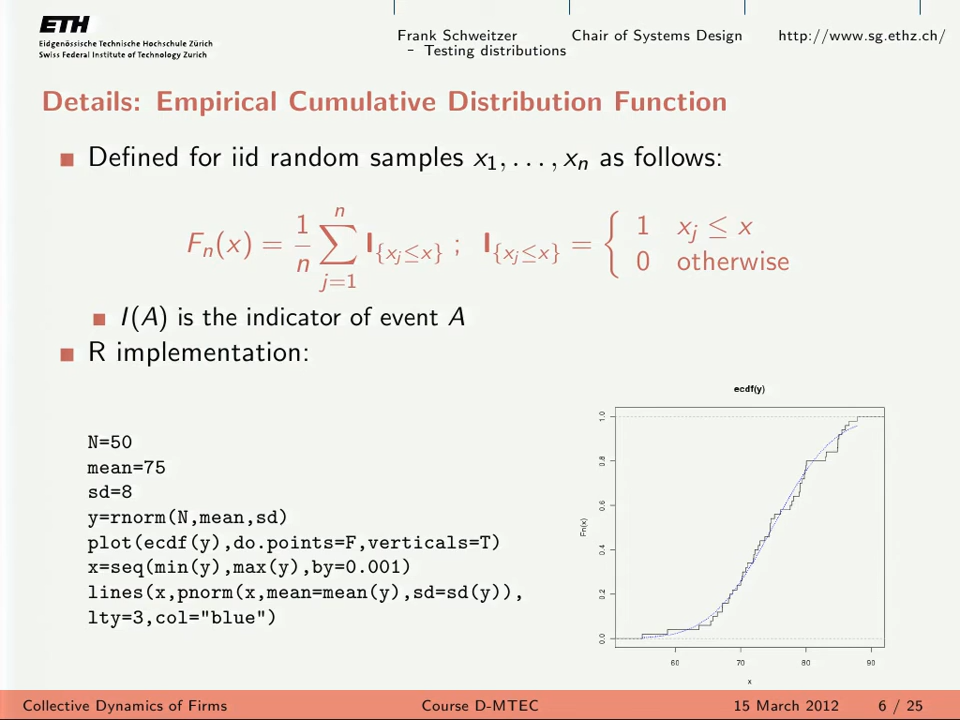 ETH
Eidgenössische Technische Hochschule Zürich
Swiss Federal Institute of Technology Zurich
Frank Schweitzer Chair of Systems Design http://www.sg.ethz.ch/
- Testing distributions
Details: Empirical Cumulative Distribution Function
Defined for iid random samples x₁, . . . , xₙ as follows:
Fₙ(x) = 1/n ∑_{j=1}^{n} I_{xⱼ≤x} ; I_{xⱼ≤x} = { 1 xⱼ ≤ x
0 otherwise
I(A) is the indicator of event A
R implementation:
N=50
mean=75
sd=8
y=rnorm(N,mean,sd)
plot(ecdf(y),do.points=F,verticals=T)
x=seq(min(y),max(y),by=0.001)
lines(x,pnorm(x,mean=mean(y),sd=sd(y)),
lty=3,col="blue")
ecdf(y)
Fn(x)
1.0
0.8
0.6
0.4
0.2
0.0
60 70 80 90
x
Collective Dynamics of Firms Course D-MTEC 15 March 2012 6 / 25